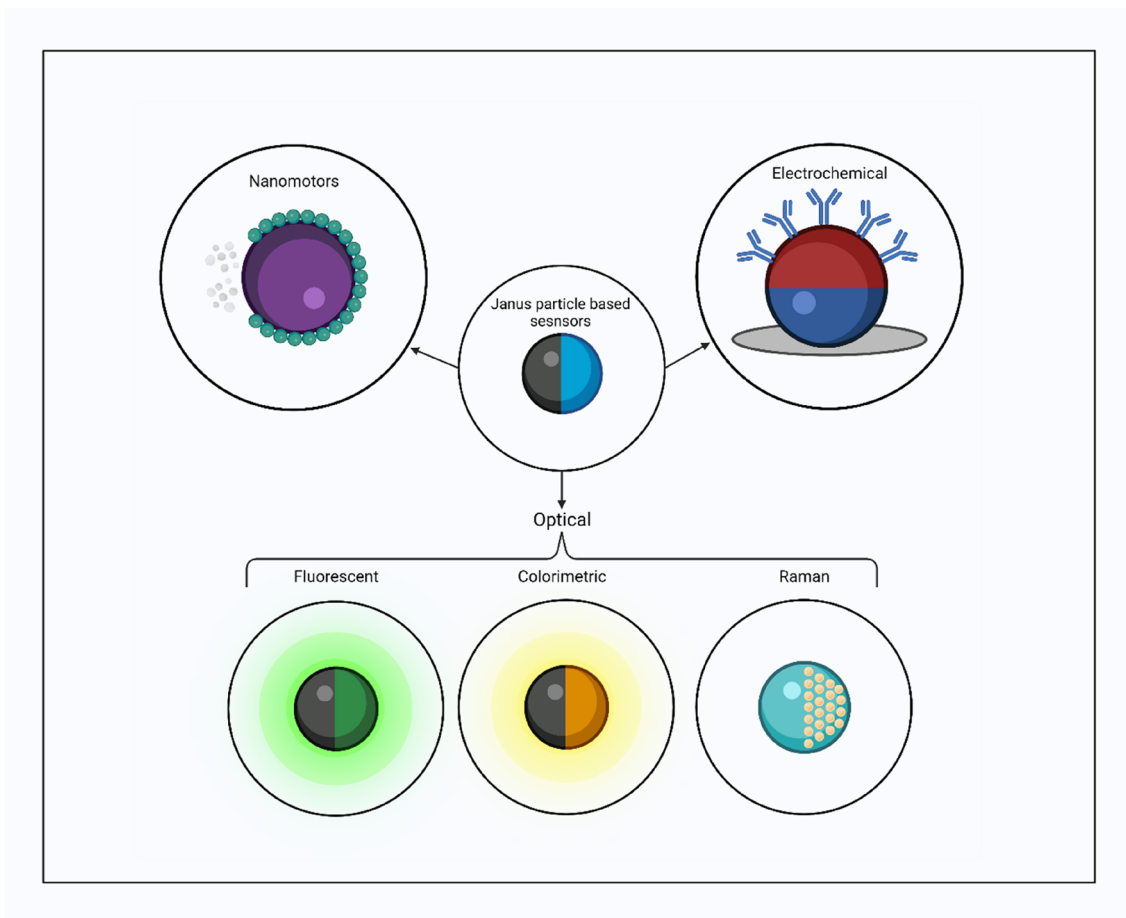 Nanomotors
Electrochemical
Janus particle based
sesnsors
Optical
Fluorescent
Colorimetric
Raman